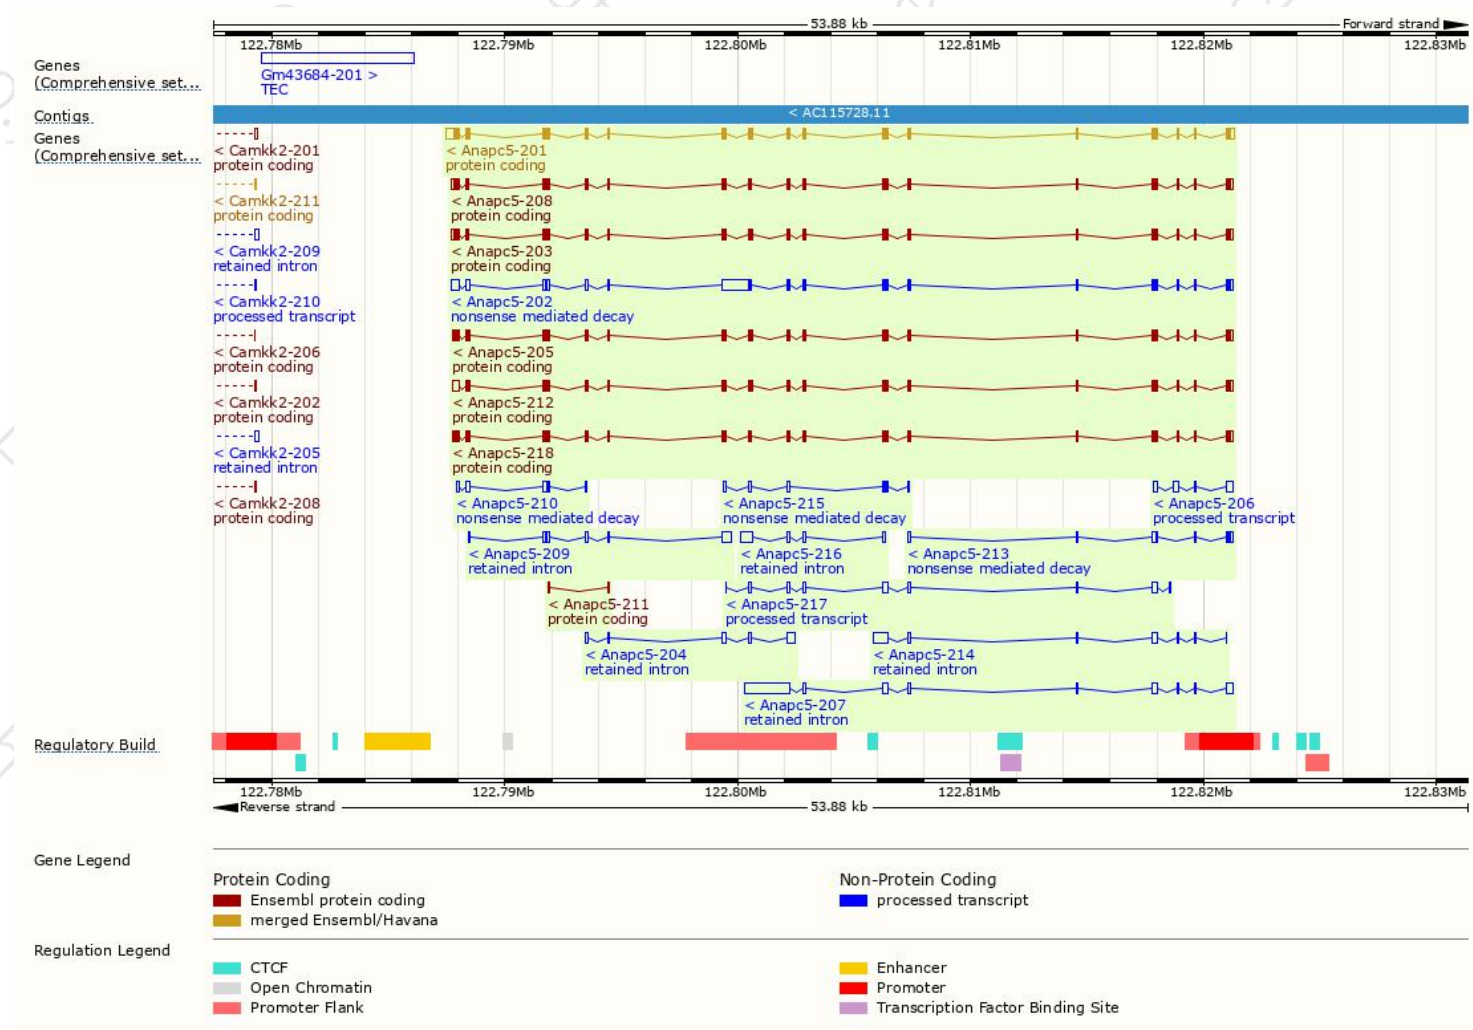 53.88 kb
Forward strand
122.78Mb 122.79Mb 122.80Mb 122.81Mb 122.82Mb 122.83Mb
Genes
(Comprehensive set...
Gm43684-201 >
TEC
Contigs
< AC115728.11
Genes
(Comprehensive set...
< Camkk2-201
protein coding
< Anapc5-201
protein coding
< Camkk2-211
protein coding
< Anapc5-208
protein coding
< Camkk2-209
retained intron
< Anapc5-203
protein coding
< Camkk2-210
processed transcript
< Anapc5-202
nonsense mediated decay
< Camkk2-206
protein coding
< Anapc5-205
protein coding
< Camkk2-202
protein coding
< Anapc5-212
protein coding
< Camkk2-205
retained intron
< Anapc5-218
protein coding
< Camkk2-208
protein coding
< Anapc5-210
nonsense mediated decay
< Anapc5-215
nonsense mediated decay
< Anapc5-206
processed transcript
< Anapc5-209
retained intron
< Anapc5-216
retained intron
< Anapc5-213
nonsense mediated decay
< Anapc5-211
protein coding
< Anapc5-217
processed transcript
< Anapc5-204
retained intron
< Anapc5-214
retained intron
< Anapc5-207
retained intron
Regulatory Build
122.78Mb 122.79Mb 122.80Mb 122.81Mb 122.82Mb 122.83Mb
Reverse strand
53.88 kb
Gene Legend
Protein Coding
Ensembl protein coding
merged Ensembl/Havana
Non-Protein Coding
processed transcript
Regulation Legend
CTCF
Open Chromatin
Promoter Flank
Enhancer
Promoter
Transcription Factor Binding Site